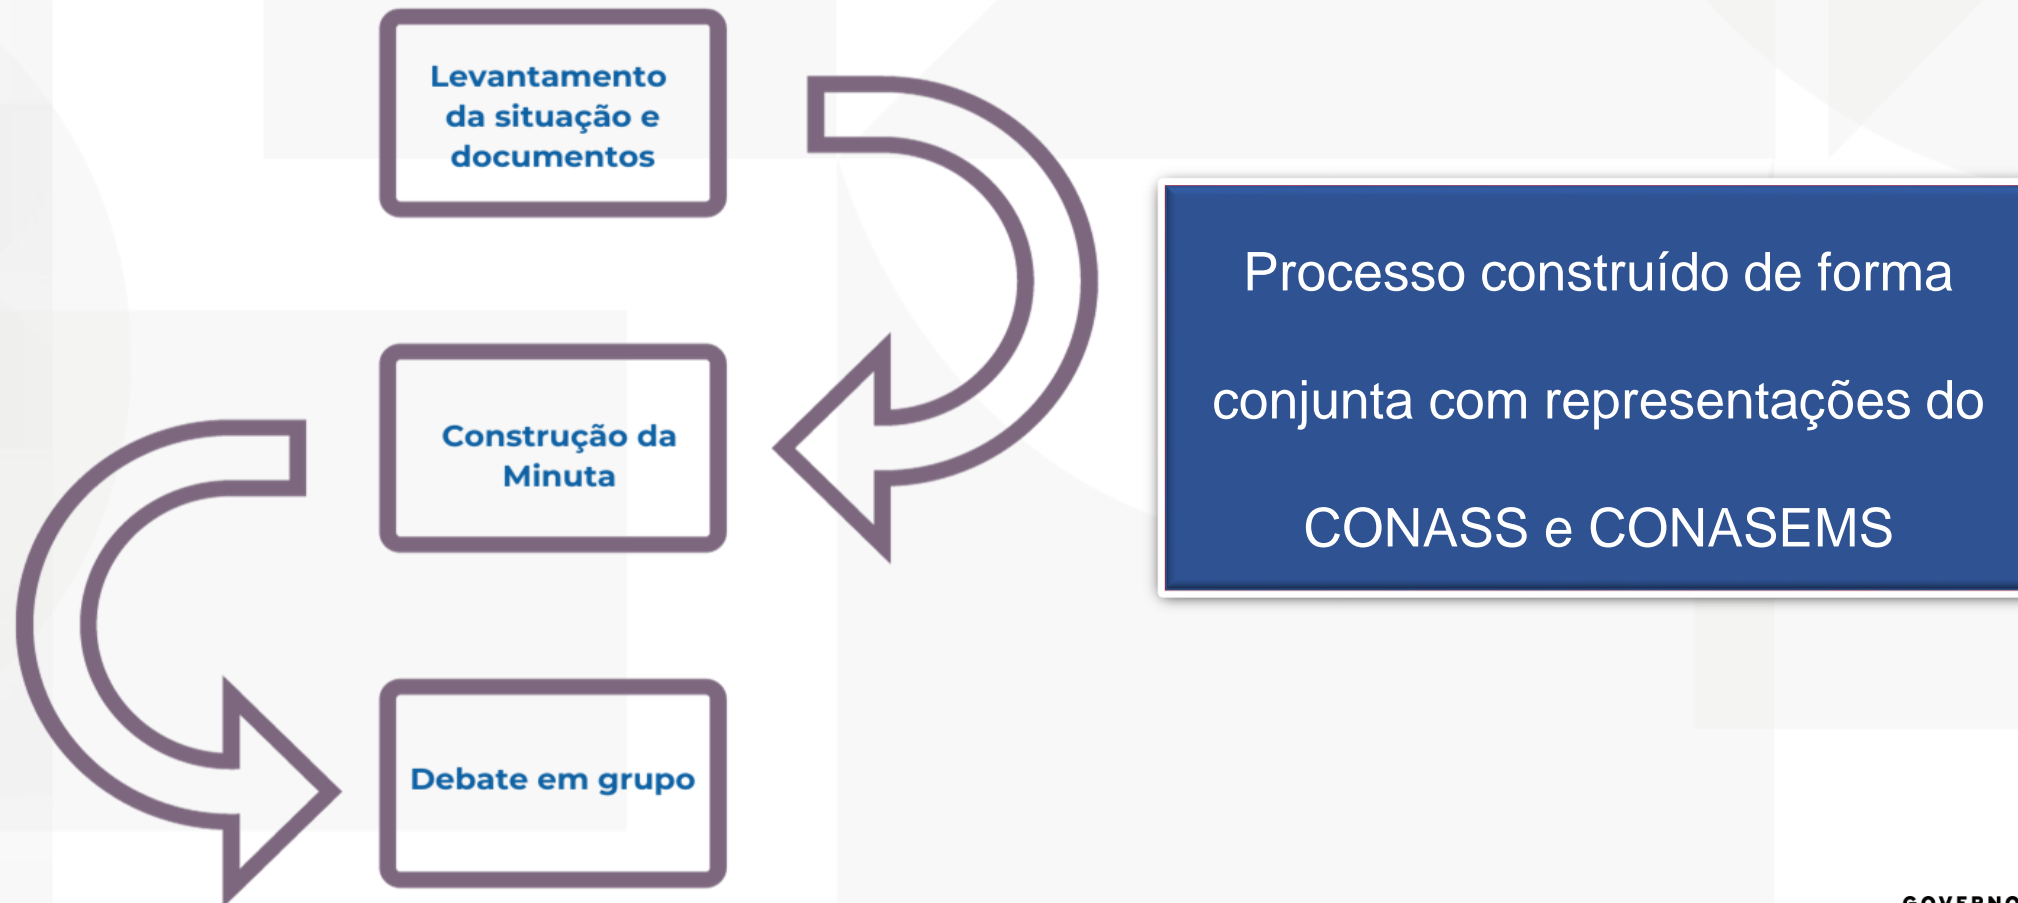 Levantamento
da situação e
documentos
Construção da
Minuta
Debate em grupo
Processo construído de forma
conjunta com representações do
CONASS e CONASEMS
GOVERNO